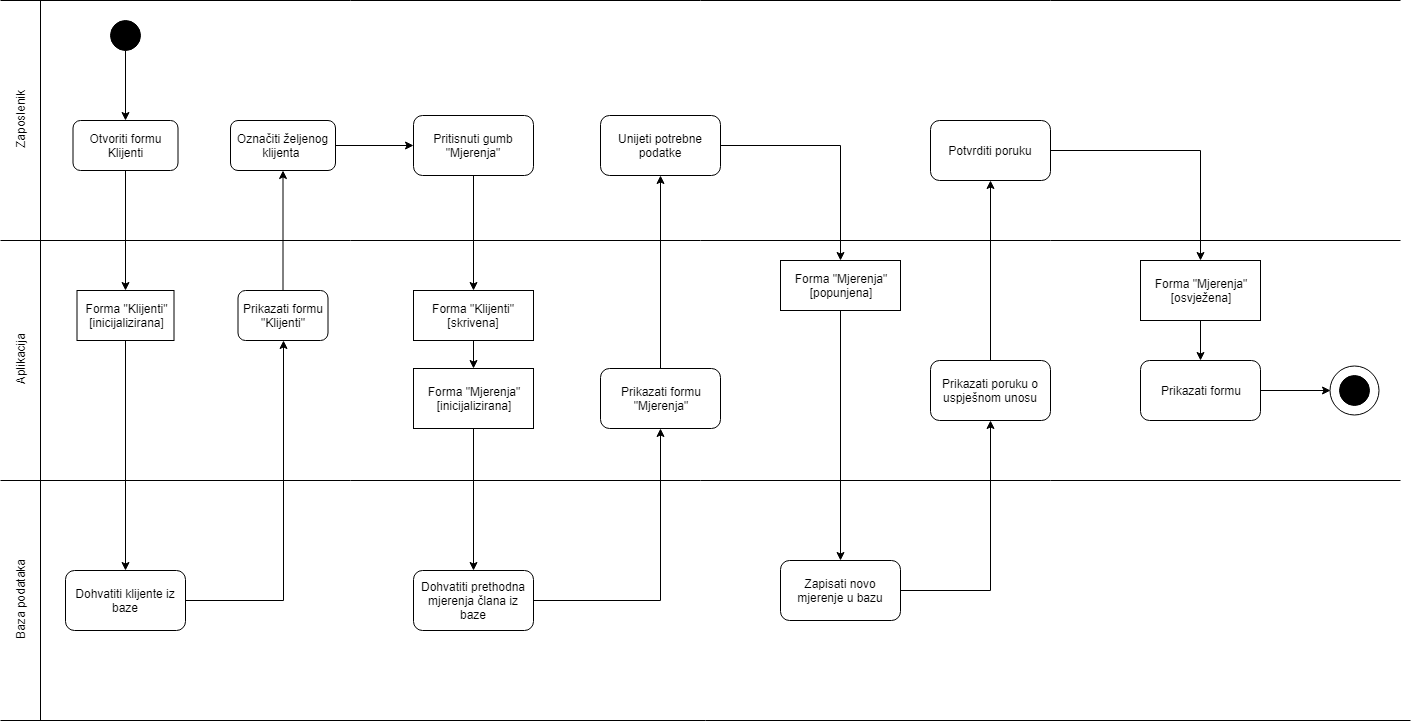 Zaposlenik
Otvoriti formu
Klijenti
Označiti željenog
klijenta
Pritisnuti gumb
"Mjerenja"
Unijeti potrebne
podatke
Potvrditi poruku
Aplikacija
Forma "Klijenti"
[inicijalizirana]
Prikazati formu
"Klijenti"
Forma "Klijenti"
[skrivena]
Forma "Mjerenja"
[inicijalizirana]
Prikazati formu
"Mjerenja"
Forma "Mjerenja"
[popunjena]
Prikazati poruku o
uspješnom unosu
Forma "Mjerenja"
[osvježena]
Prikazati formu
Baza podataka
Dohvatiti klijente iz
baze
Dohvatiti prethodna
mjerenja člana iz
baze
Zapisati novo
mjerenje u bazu